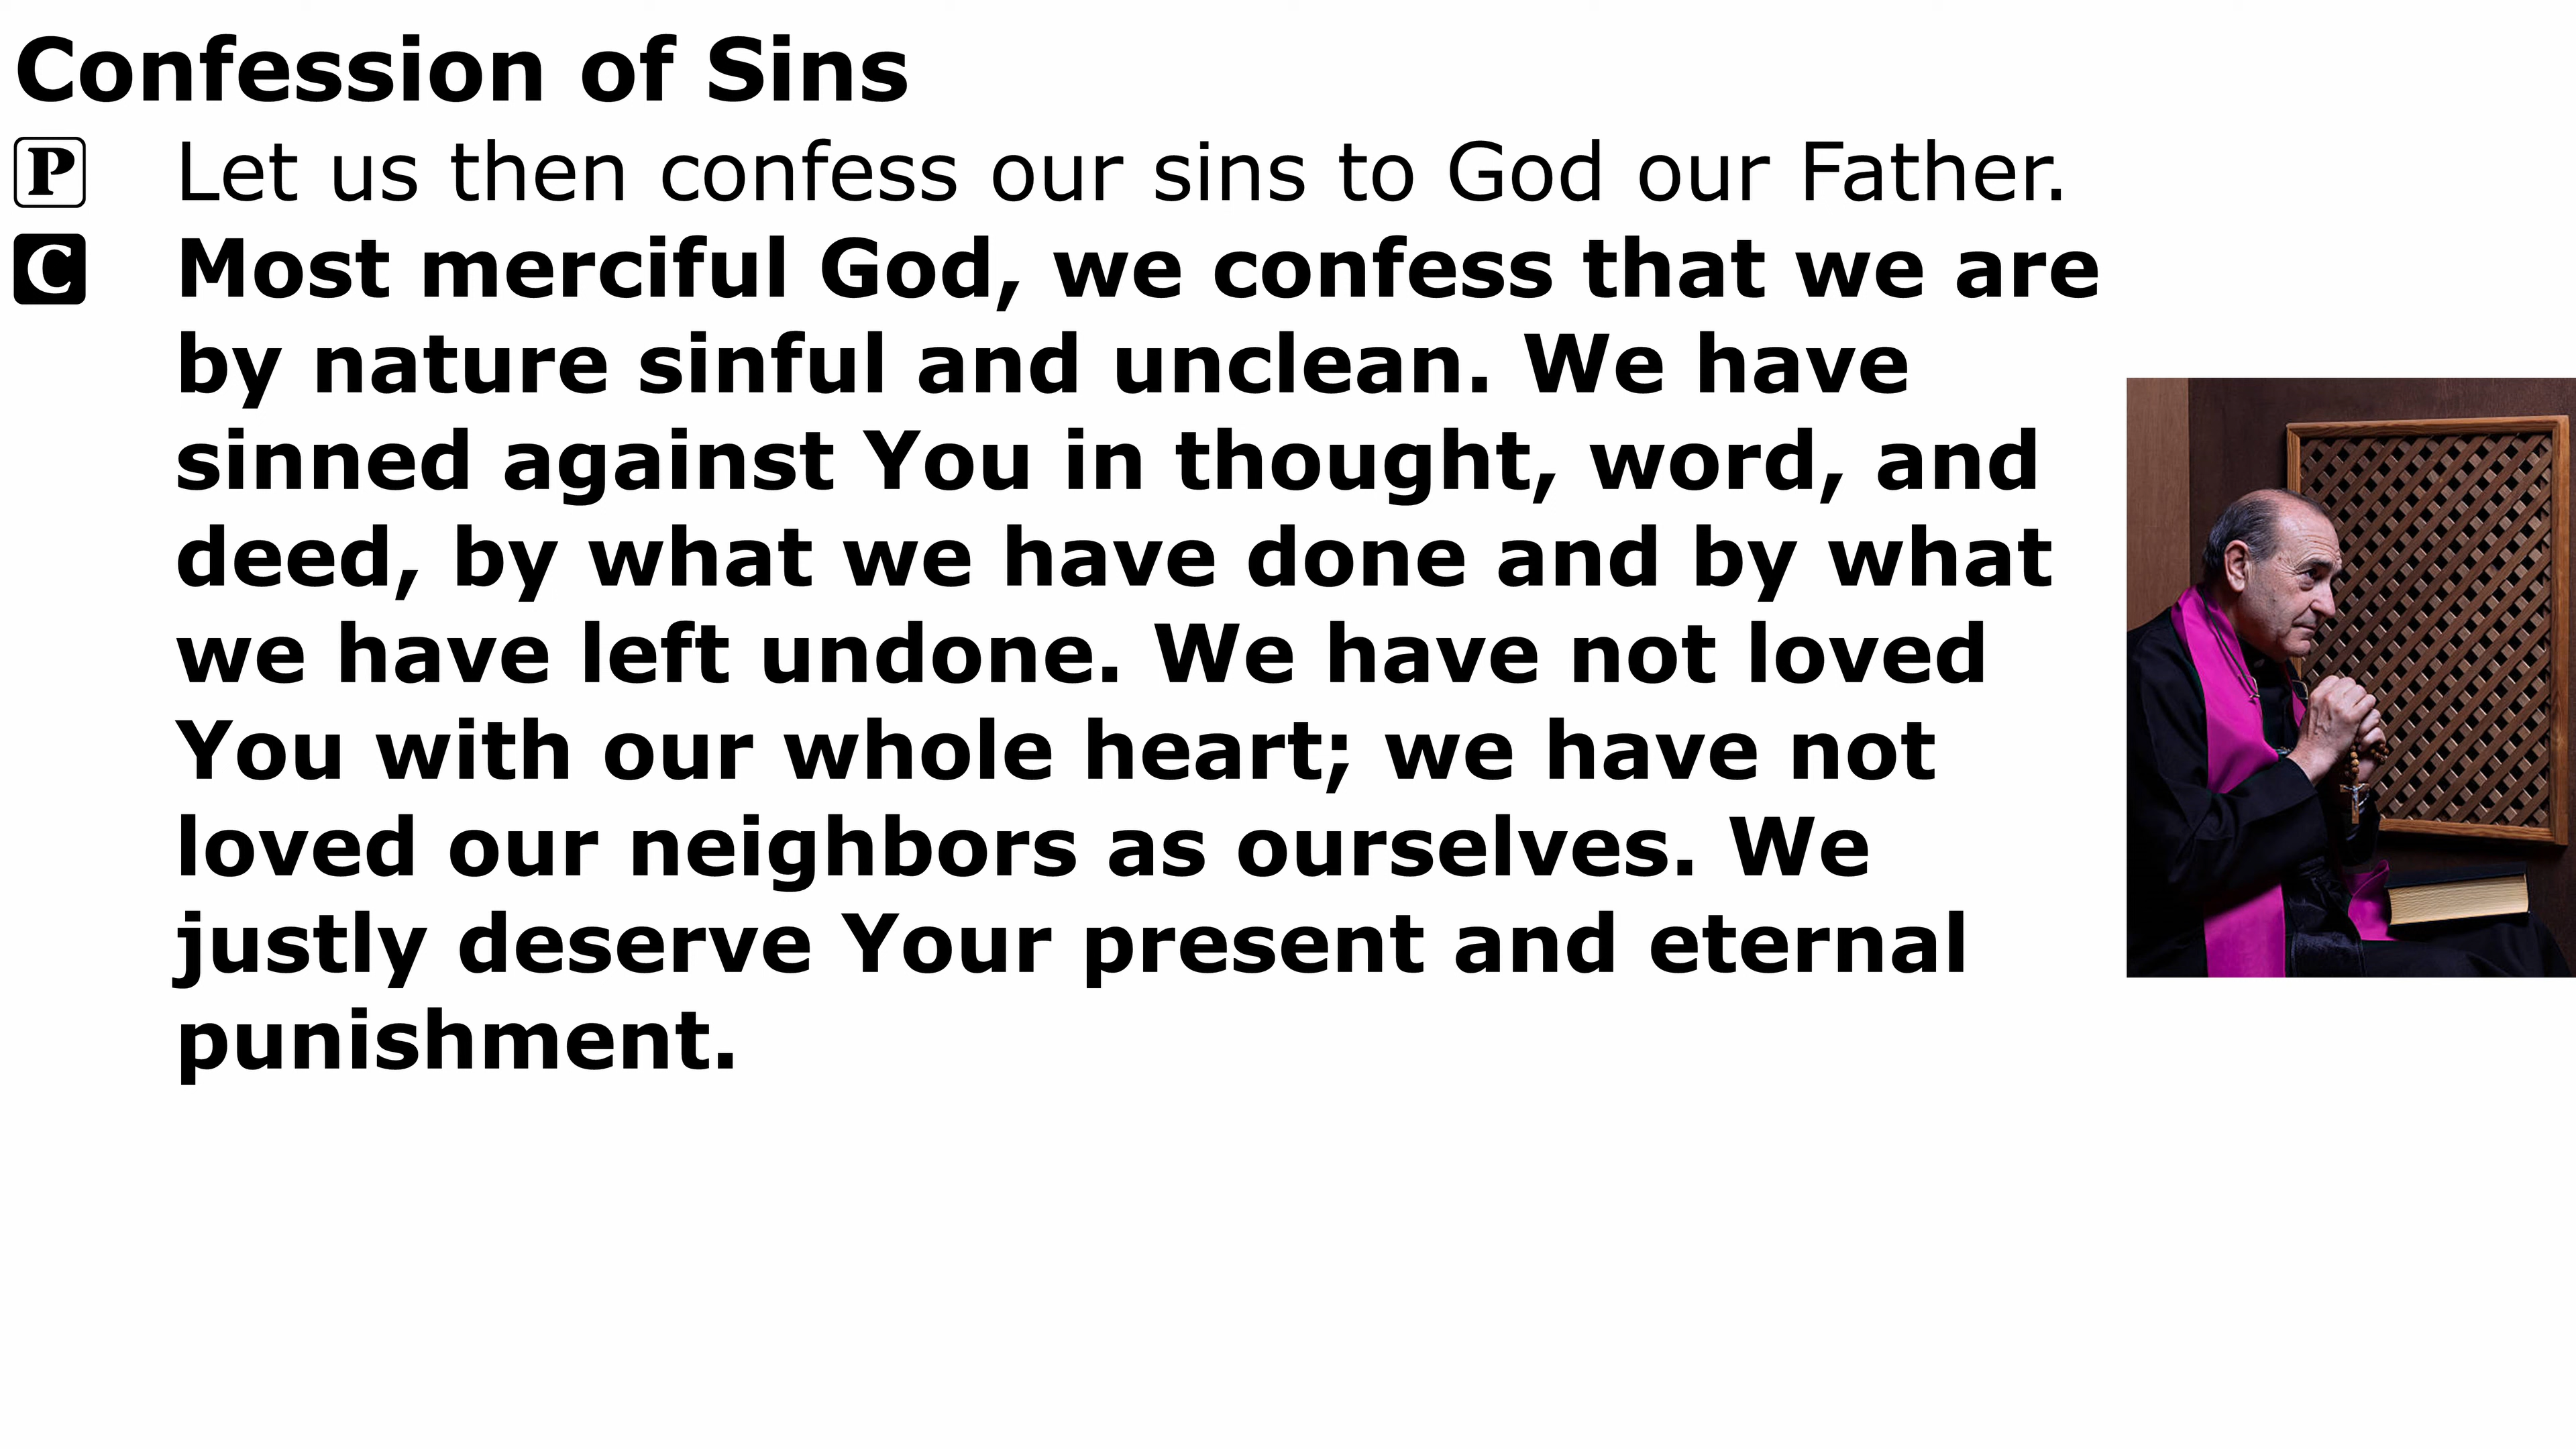 Confession of Sins
P Let us then confess our sins to God our Father.
C Most merciful God, we confess that we are
by nature sinful and unclean. We have
sinned against You in thought, word, and
deed, by what we have done and by what
we have left undone. We have not loved
You with our whole heart; we have not
loved our neighbors as ourselves. We
justly deserve Your present and eternal
punishment.